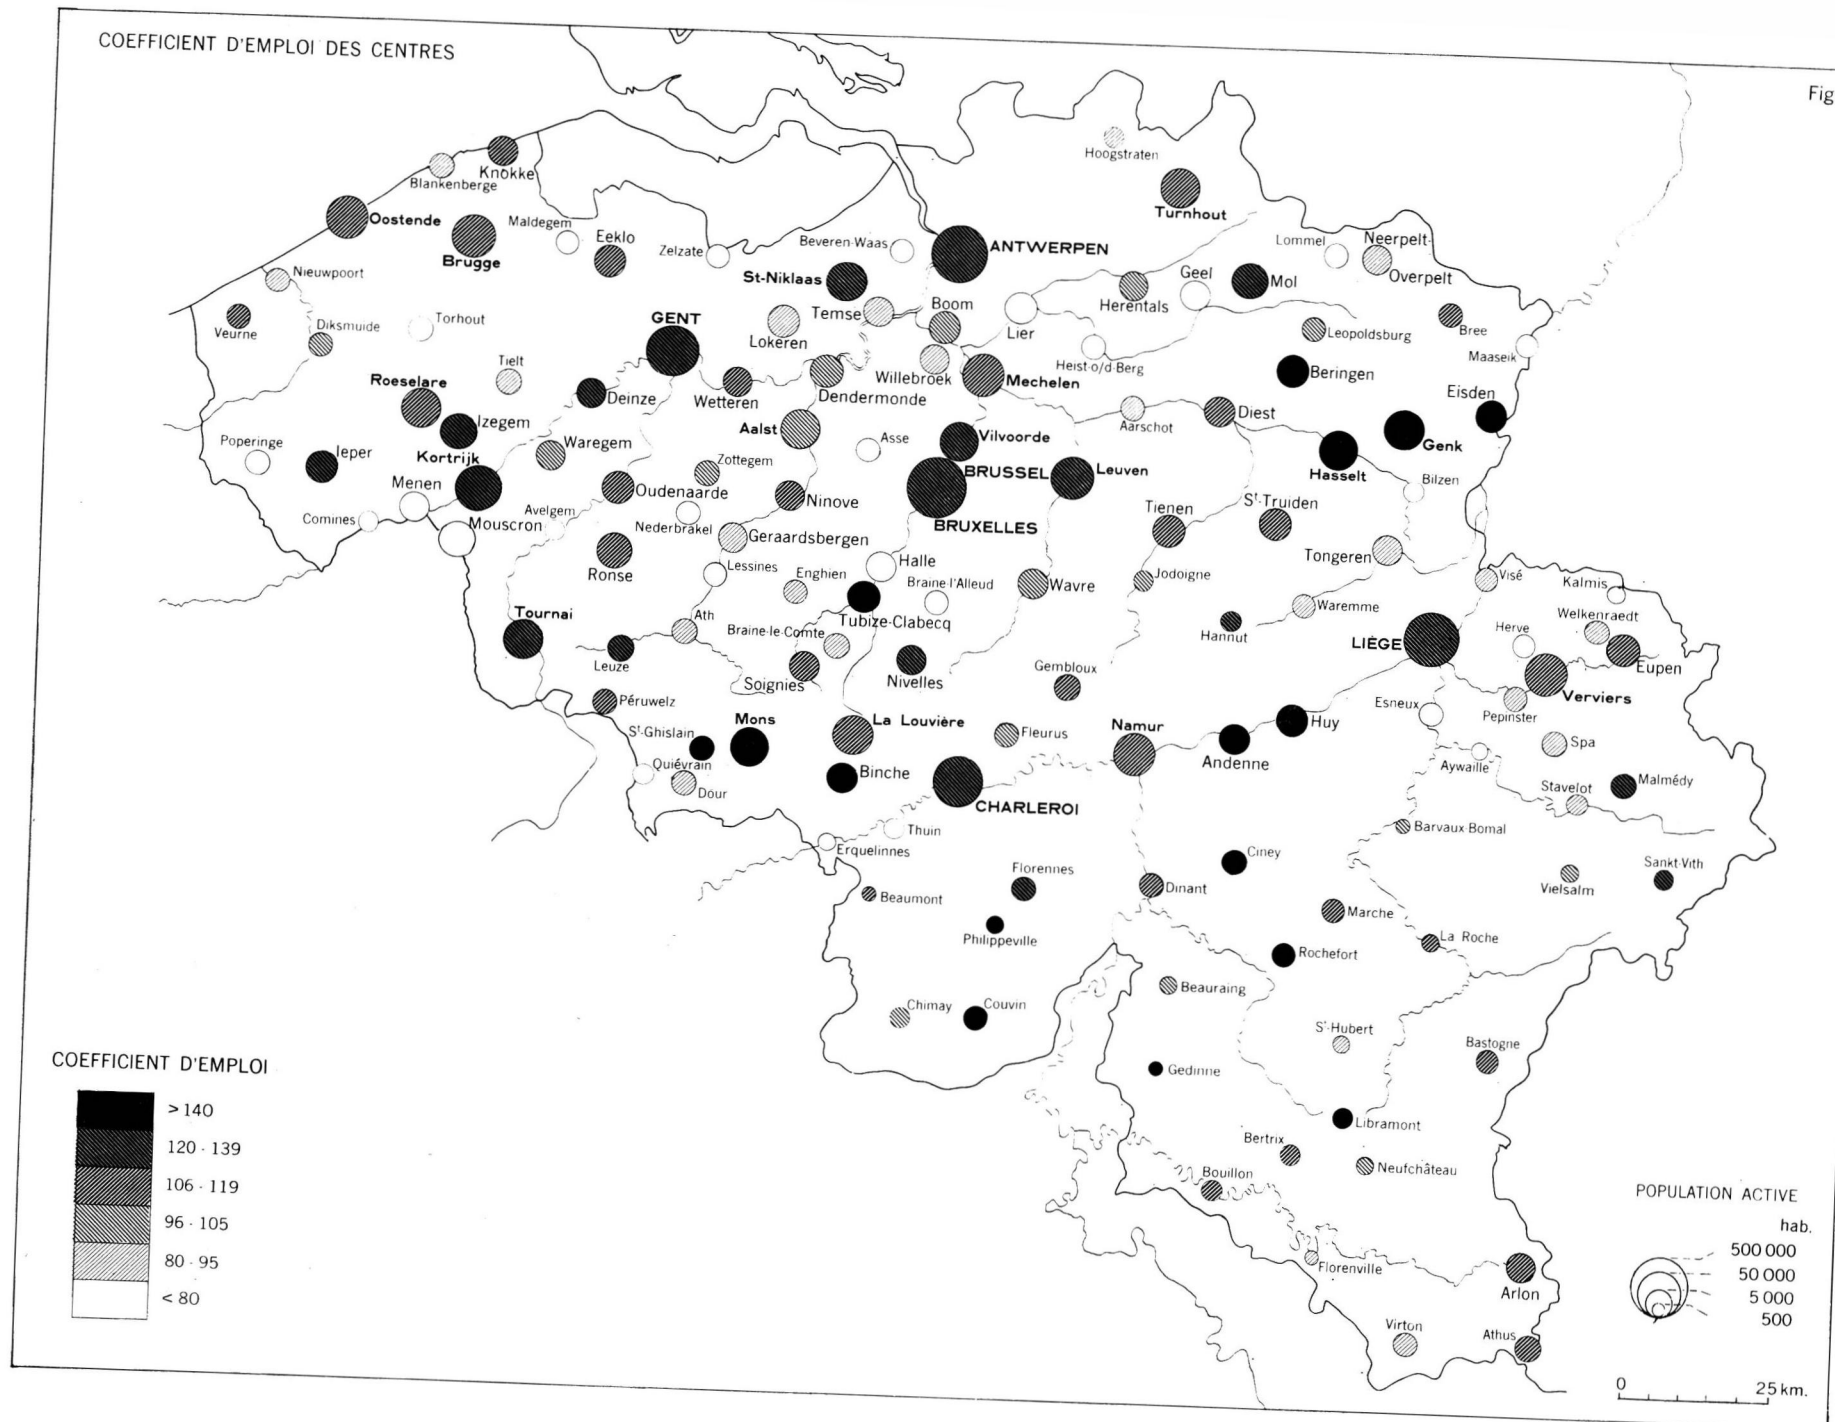 COEFFICIENT D'EMPLOI DES CENTRES
Fig
Hoogstraten
Knokke
Blankenberge
Turnhout
Oostende
Maldegem
Eeklo
Brugge
Zelzate
Beveren-Waas
ANTWERPEN
Lommel
Neerpelt-
Overpelt
Nieuwpoort
St-Niklaas
Geel
Mol
Herentals
Temse
Boom
Veurne
Diksmuide
Torhout
GENT
Lokeren
Lier
Leopoldsburg
Bree
Maaseik
Tielt
Willebroek
Heist-o/d-Berg
Roeselare
Deinze
Wetteren
Dendermonde
Mechelen
Beringen
Eisden
Izegem
Aalst
Aarschot
Diest
Poperinge
Ieper
Kortrijk
Waregem
Asse
Vilvoorde
Genk
Zottegem
BRUSSEL
Leuven
Hasselt
Bilzen
Menen
Oudenaarde
Ninove
BRUXELLES
Tienen
St-Truiden
Comines
Mouscron
Avelgem
Nederbrakel
Geraardsbergen
Tongeren
Ronse
Lessines
Enghien
Halle
Braine-l'Alleud
Wavre
Jodoigne
Visé
Kalmis
Tournai
Ath
Tubize-Clabecq
Waremme
Welkenraedt
Braine-le-Comte
Hannut
LIÈGE
Herve
Eupen
Leuze
Soignies
Nivelles
Gembloux
Verviers
Péruwelz
Esneux
Pepinster
St-Ghislain
Mons
La Louvière
Fleurus
Namur
Huy
Spa
Andenne
Aywaille
Quiévrain
Dour
Binche
CHARLEROI
Stavelot
Malmédy
Thuin
Barvaux-Bomal
Erquelinnes
Florennes
Ciney
Vielsalm
Sankt-Vith
Beaumont
Dinant
Marche
Philippeville
La Roche
Rochefort
Beauraing
Chimay
Couvin
St-Hubert
Bastogne
Gedinne
Libramont
Bertrix
Neufchâteau
Bouillon
Florenville
Arlon
Virton
Athus
COEFFICIENT D'EMPLOI
> 140
120 - 139
106 - 119
96 - 105
80 - 95
< 80
POPULATION ACTIVE
hab.
500 000
50 000
5 000
500
0 25 km.